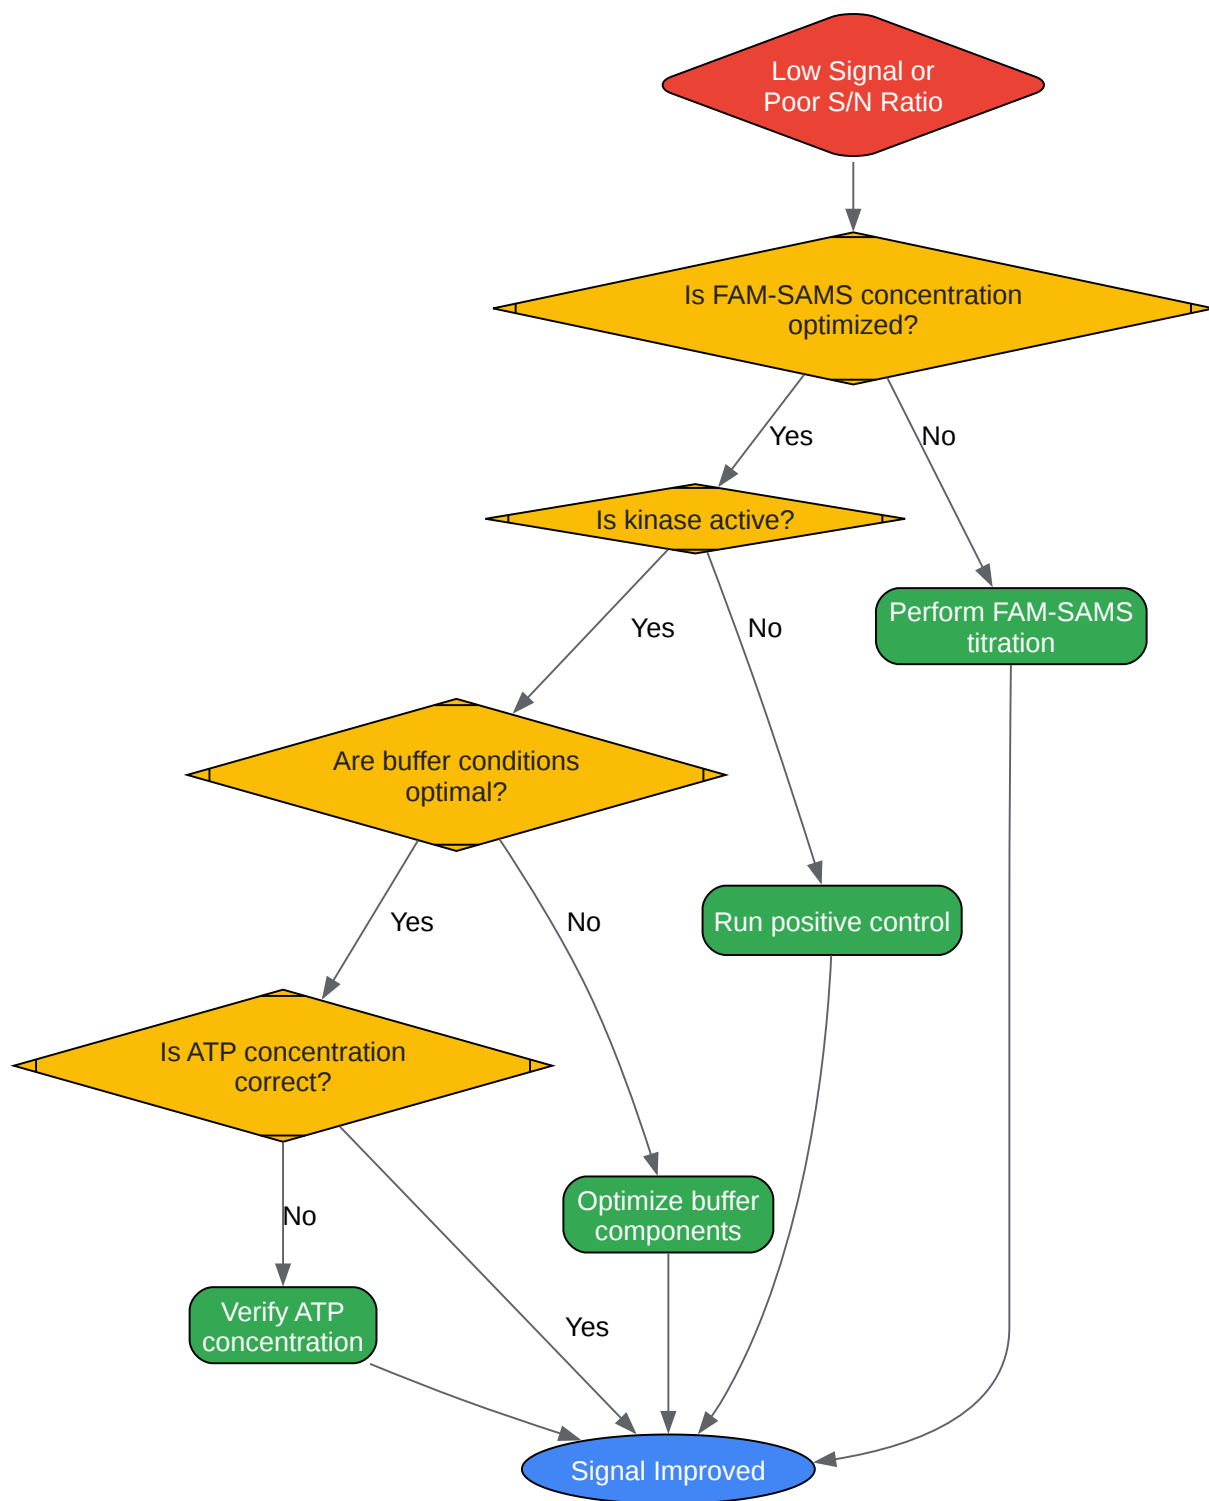 Low Signal or
Poor S/N Ratio
Is FAM-SAMS concentration
optimized?
Yes
No
Is kinase active?
Perform FAM-SAMS
titration
Yes
No
Are buffer conditions
optimal?
Run positive control
Yes
No
Is ATP concentration
correct?
Optimize buffer
components
No
Verify ATP
concentration
Yes
Signal Improved